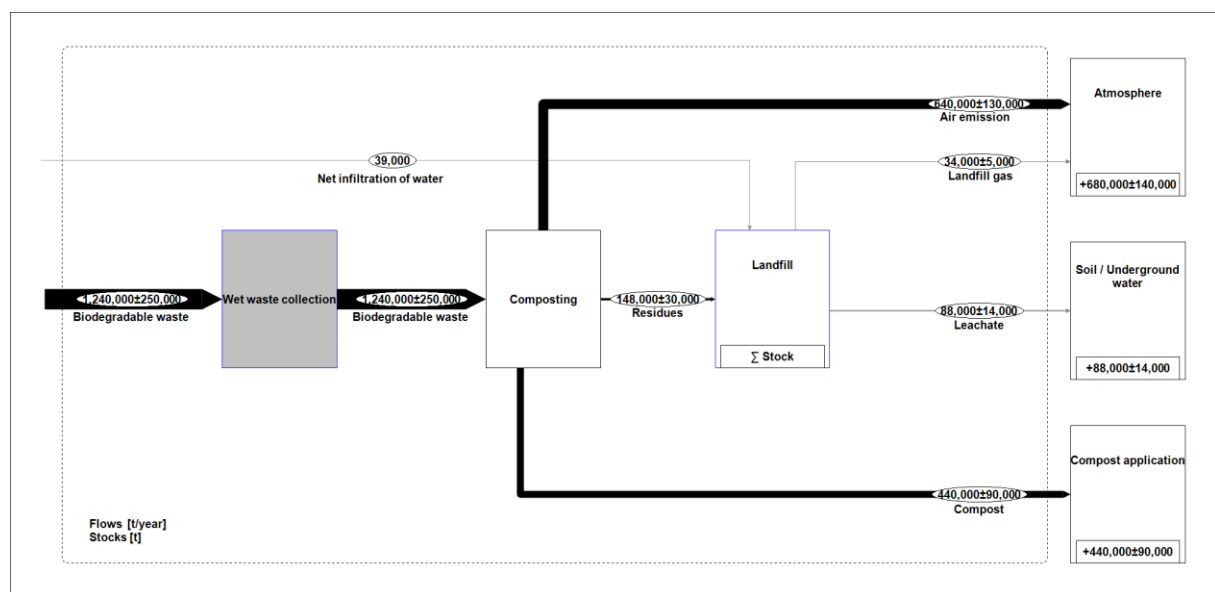 Atmosphere
640,000±130,000
Air emission
39,000
Net infiltration of water
34,000±5,000
Landfill gas
+680,000±140,000
Wet waste collection
Composting
Landfill
Soil / Underground
water
1,240,000±250,000
Biodegradable waste
1,240,000±250,000
Biodegradable waste
148,000±30,000
Residues
88,000±14,000
Leachate
∑ Stock
+88,000±14,000
Compost application
440,000±90,000
Compost
Flows [t/year]
Stocks [t]
+440,000±90,000